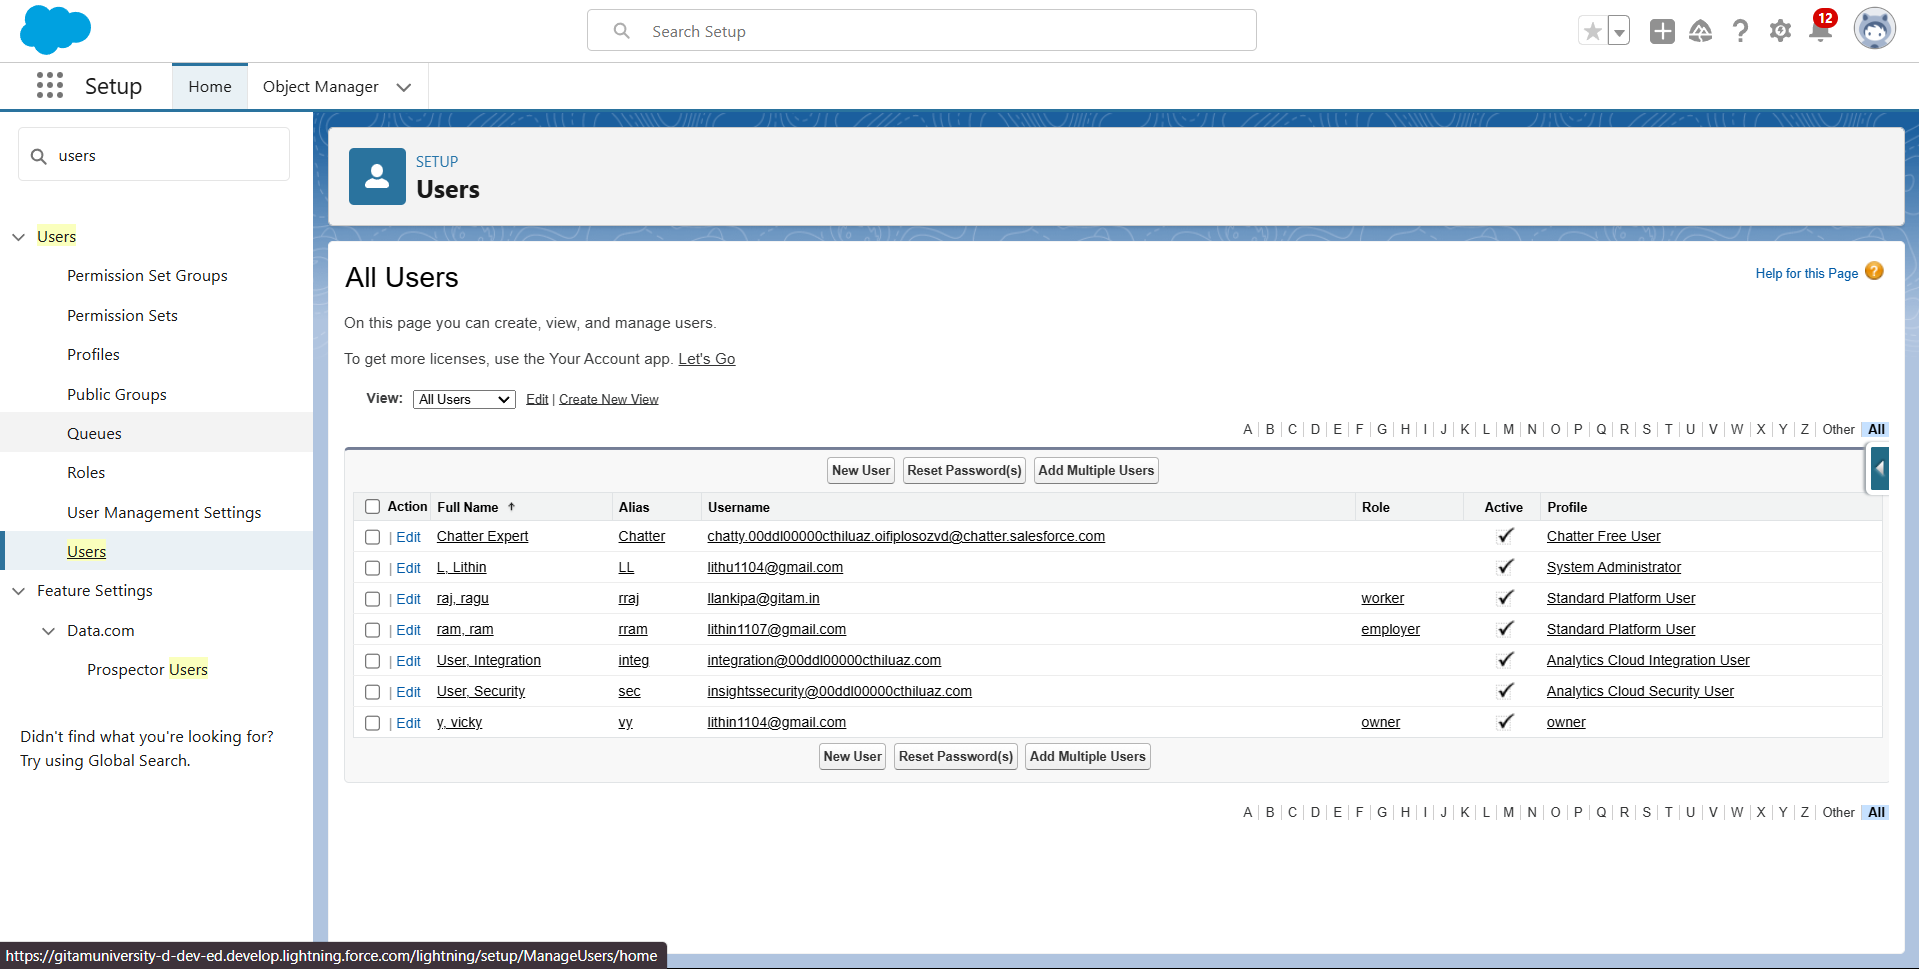 Search Setup
12
Setup
Home
Object Manager
users
SETUP
Users
Users
Permission Set Groups
Permission Sets
Profiles
Public Groups
Queues
Roles
User Management Settings
Users
Feature Settings
Data.com
Prospector Users
Didn't find what you're looking for?
Try using Global Search.
All Users
Help for this Page ?
On this page you can create, view, and manage users.
To get more licenses, use the Your Account app. Let's Go
View: All Users Edit | Create New View
A B C D E F G H I J K L M N O P Q R S T U V W X Y Z Other All
New User Reset Password(s) Add Multiple Users
Action Full Name ↑ Alias Username Role Active Profile
| Edit Chatter Expert Chatter chatty.00ddl00000cthiluaz.oifiplosozvd@chatter.salesforce.com ✓ Chatter Free User
| Edit L, Lithin LL lithu1104@gmail.com ✓ System Administrator
| Edit raj, ragu rraj llankipa@gitam.in worker ✓ Standard Platform User
| Edit ram, ram rram lithin1107@gmail.com employer ✓ Standard Platform User
| Edit User, Integration integ integration@00ddl00000cthiluaz.com ✓ Analytics Cloud Integration User
| Edit User, Security sec insightssecurity@00ddl00000cthiluaz.com ✓ Analytics Cloud Security User
| Edit y, vicky vy lithin1104@gmail.com owner ✓ owner
New User Reset Password(s) Add Multiple Users
A B C D E F G H I J K L M N O P Q R S T U V W X Y Z Other All
https://gitamuniversity-d-dev-ed.develop.lightning.force.com/lightning/setup/ManageUsers/home